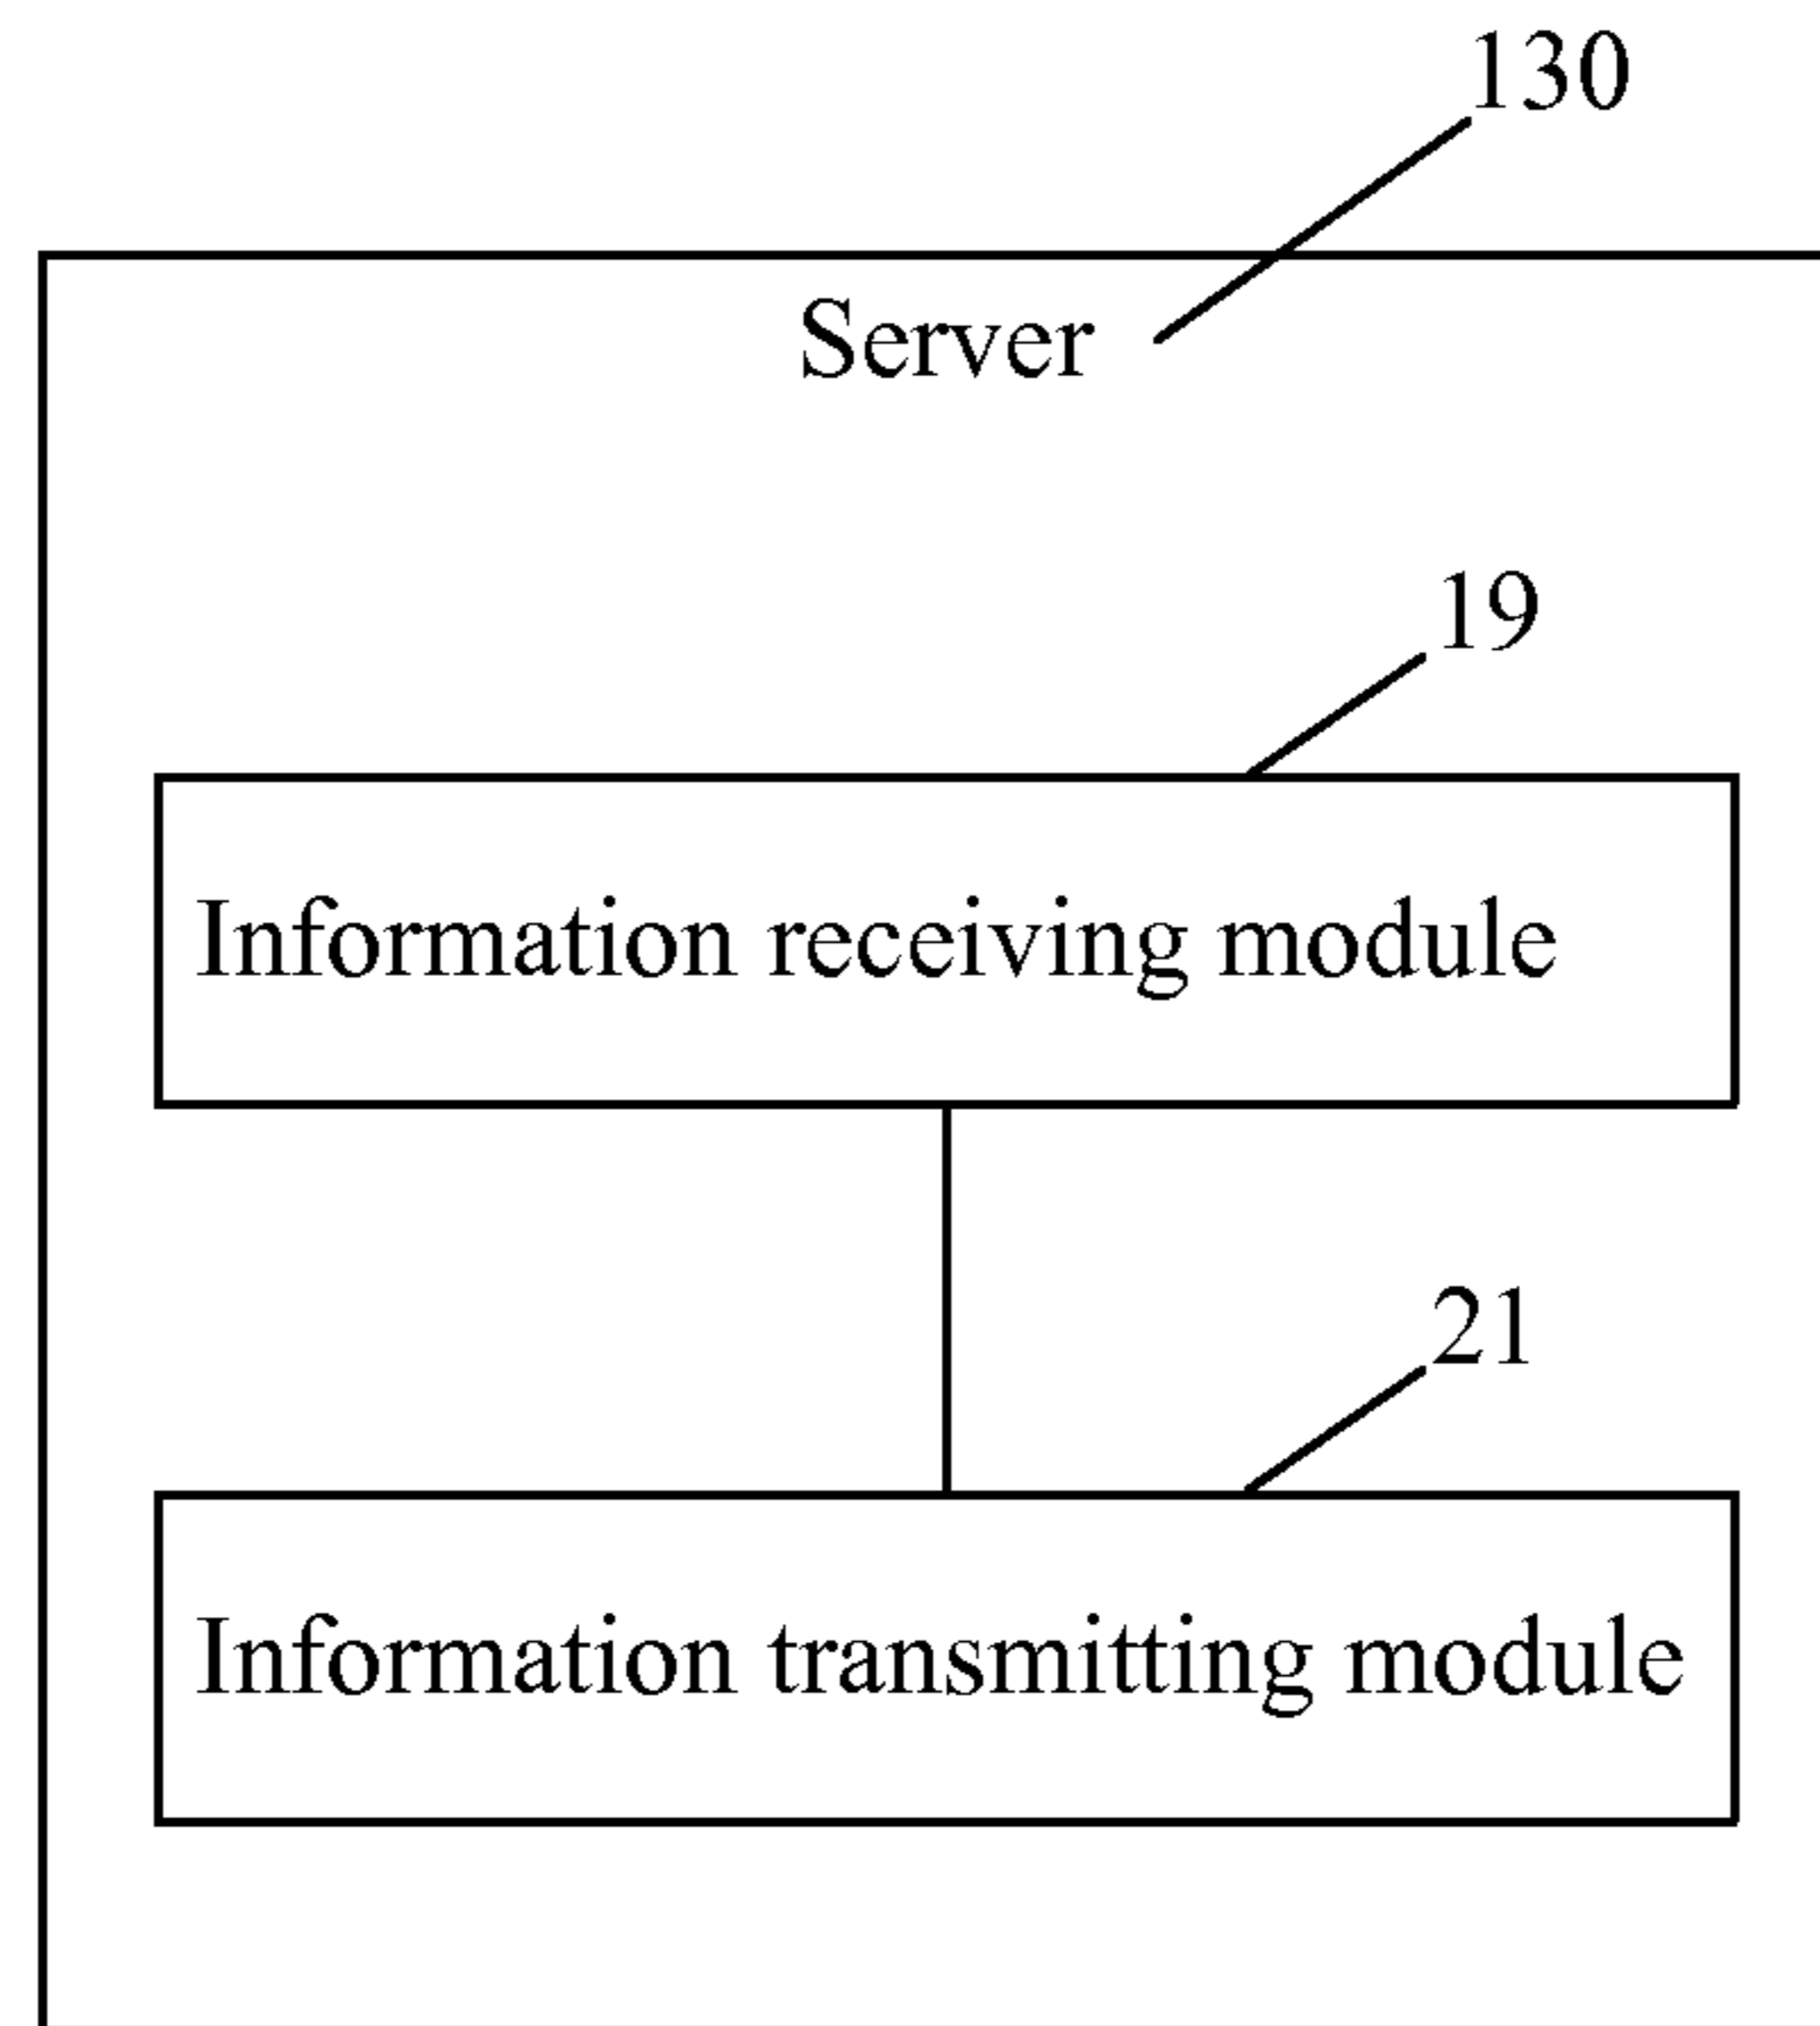 130
Server
19
Information receiving module
21
Information transmitting module